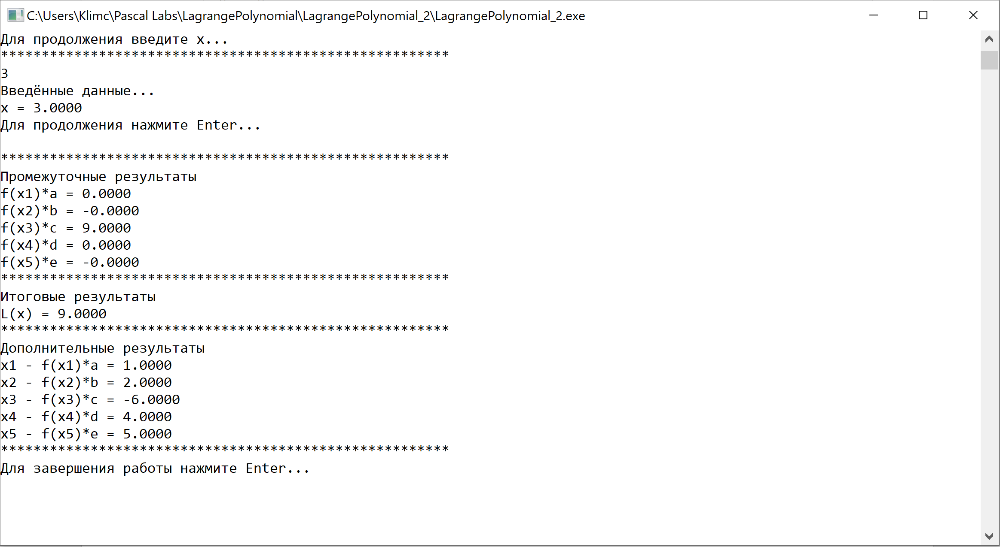 C:\Users\Klimc\Pascal Labs\LagrangePolynomial\LagrangePolynomial_2\LagrangePolynomial_2.exe
Для продолжения введите x...
*******************************************************
3
Введённые данные...
x = 3.0000
Для продолжения нажмите Enter...
*******************************************************
Промежуточные результаты
f(x1)*a = 0.0000
f(x2)*b = -0.0000
f(x3)*c = 9.0000
f(x4)*d = 0.0000
f(x5)*e = -0.0000
*******************************************************
Итоговые результаты
L(x) = 9.0000
*******************************************************
Дополнительные результаты
x1 - f(x1)*a = 1.0000
x2 - f(x2)*b = 2.0000
x3 - f(x3)*c = -6.0000
x4 - f(x4)*d = 4.0000
x5 - f(x5)*e = 5.0000
*******************************************************
Для завершения работы нажмите Enter...